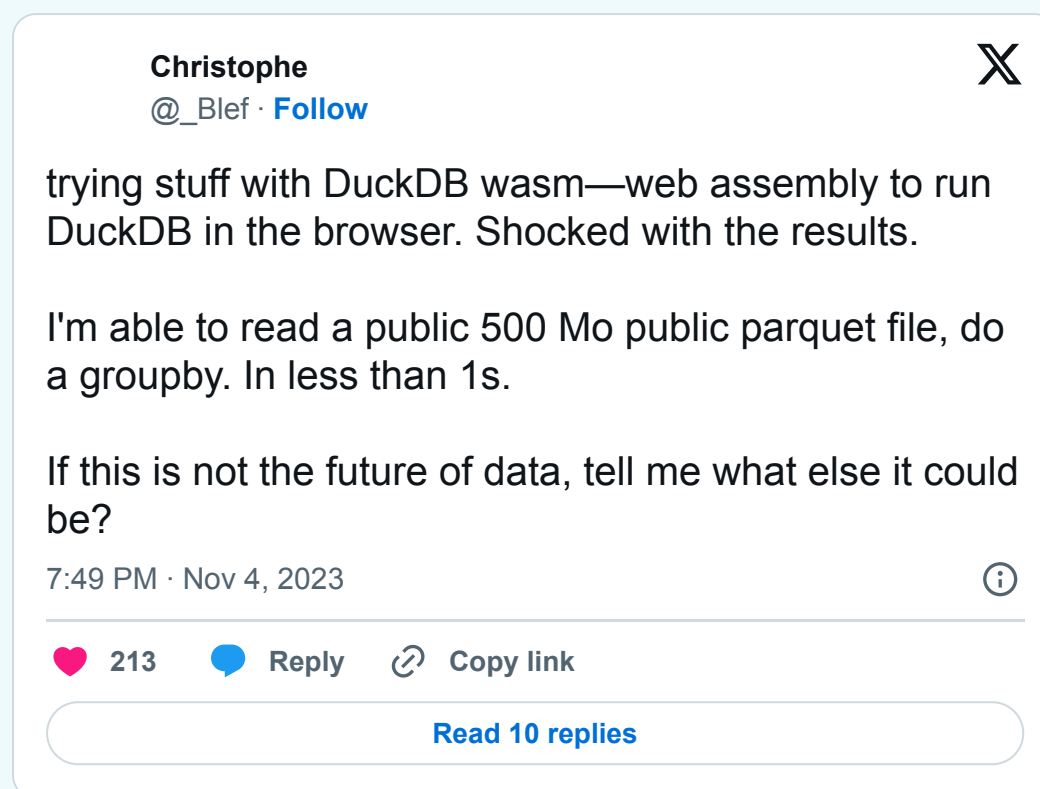 Christophe
@_Blef · Follow
trying stuff with DuckDB wasm—web assembly to run
DuckDB in the browser. Shocked with the results.
I'm able to read a public 500 Mo public parquet file, do
a groupby. In less than 1s.
If this is not the future of data, tell me what else it could
be?
7:49 PM · Nov 4, 2023
213 Reply Copy link
Read 10 replies